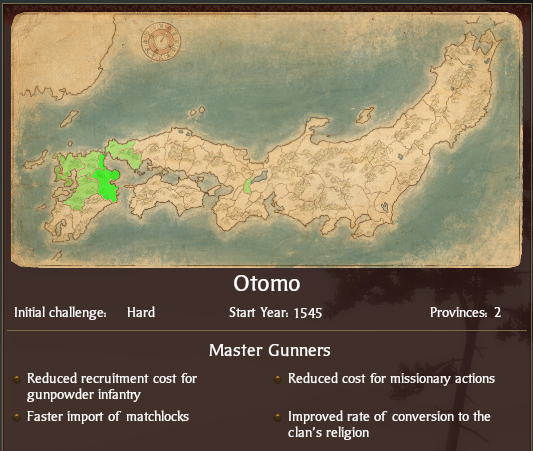 Otomo
Initial challenge: Hard Start Year: 1545 Provinces: 2
Master Gunners
Reduced recruitment cost for
gunpowder infantry
Reduced cost for missionary actions
Faster import of matchlocks
Improved rate of conversion to the
clan's religion